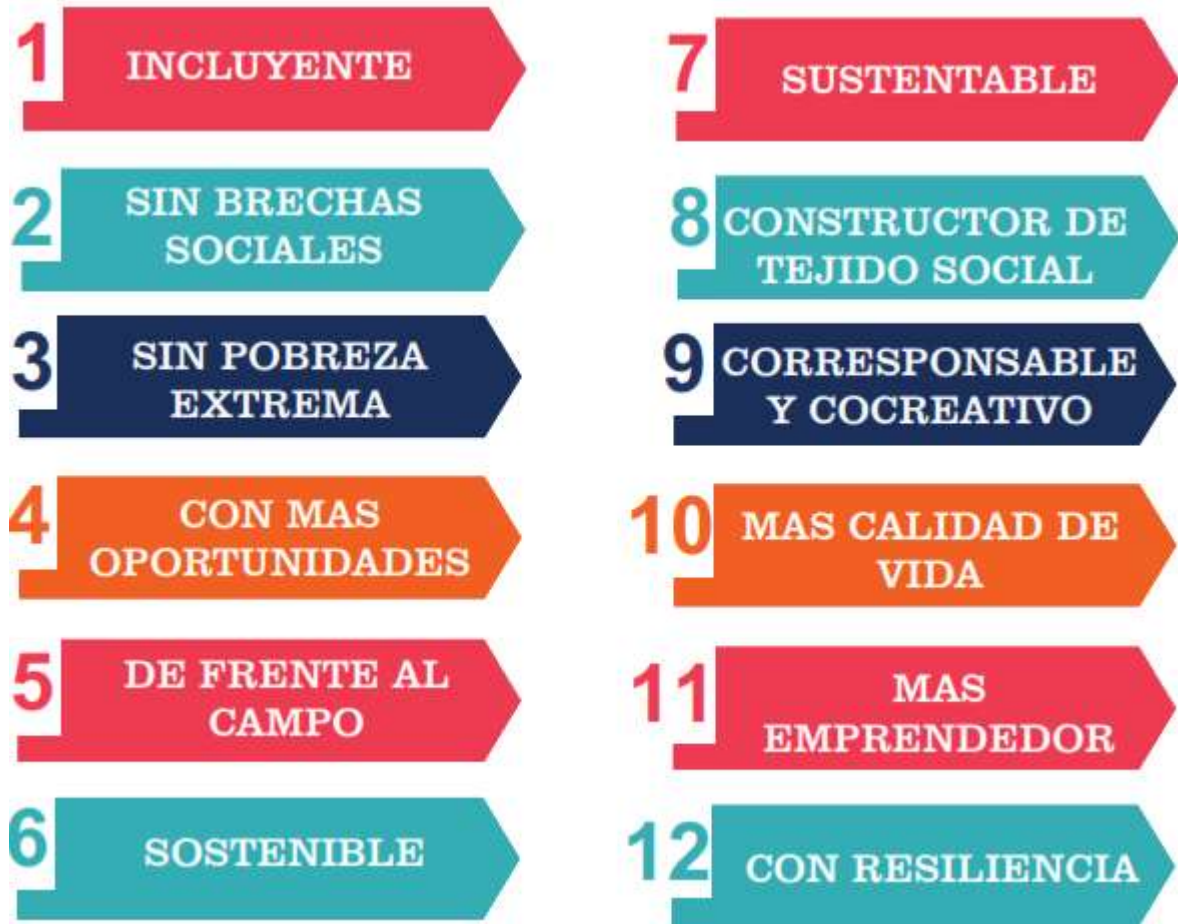 1
INCLUYENTE
2
SIN BRECHAS
SOCIALES
3
SIN POBREZA
EXTREMA
4
CON MAS
OPORTUNIDADES
5
DE FRENTE AL
CAMPO
6
SOSTENIBLE
7
SUSTENTABLE
8
CONSTRUCTOR DE
TEJIDO SOCIAL
9
CORRESPONSABLE
Y COCREATIVO
10
MAS CALIDAD DE
VIDA
11
MAS
EMPRENDEDOR
12
CON RESILIENCIA